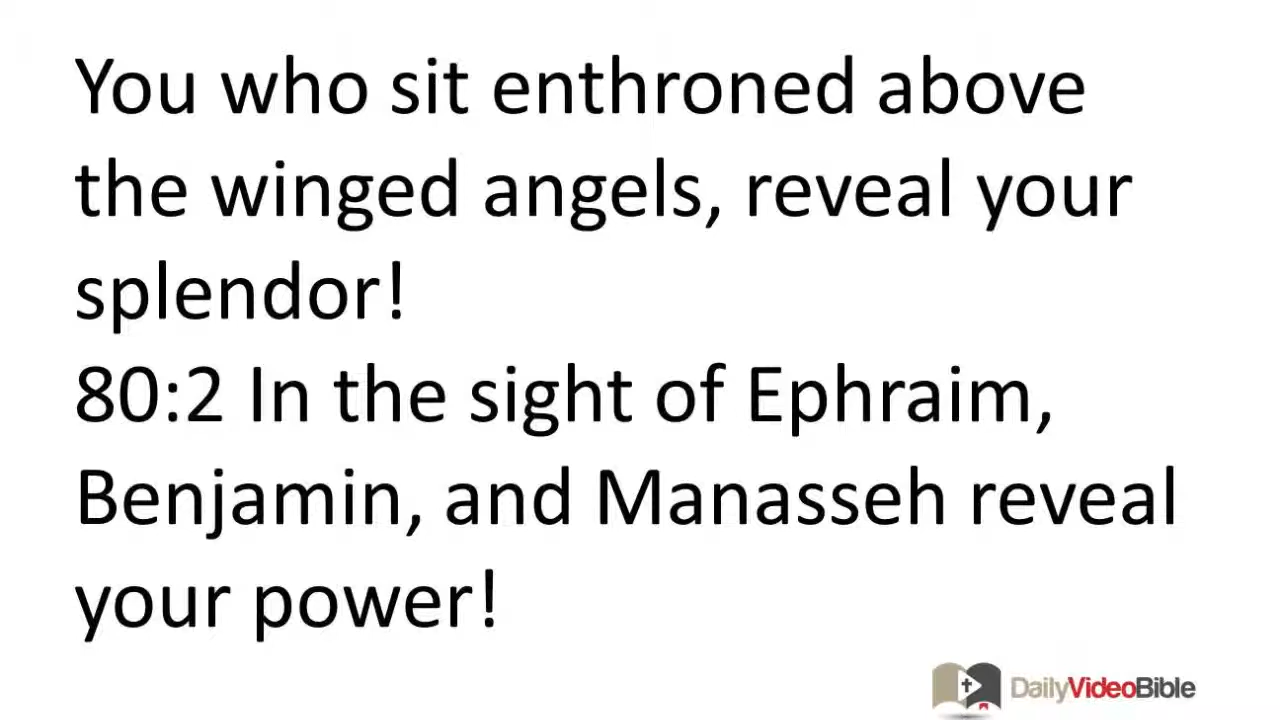 You who sit enthroned above
the winged angels, reveal your
splendor!
80:2 In the sight of Ephraim,
Benjamin, and Manasseh reveal
your power!
DailyVideoBible